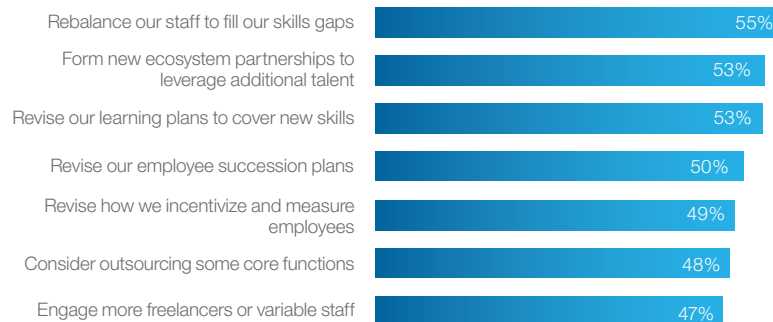 Rebalance our staff to fill our skills gaps
55%
Form new ecosystem partnerships to
leverage additional talent
53%
Revise our learning plans to cover new skills
53%
Revise our employee succession plans
50%
Revise how we incentivize and measure
employees
49%
Consider outsourcing some core functions
48%
Engage more freelancers or variable staff
47%